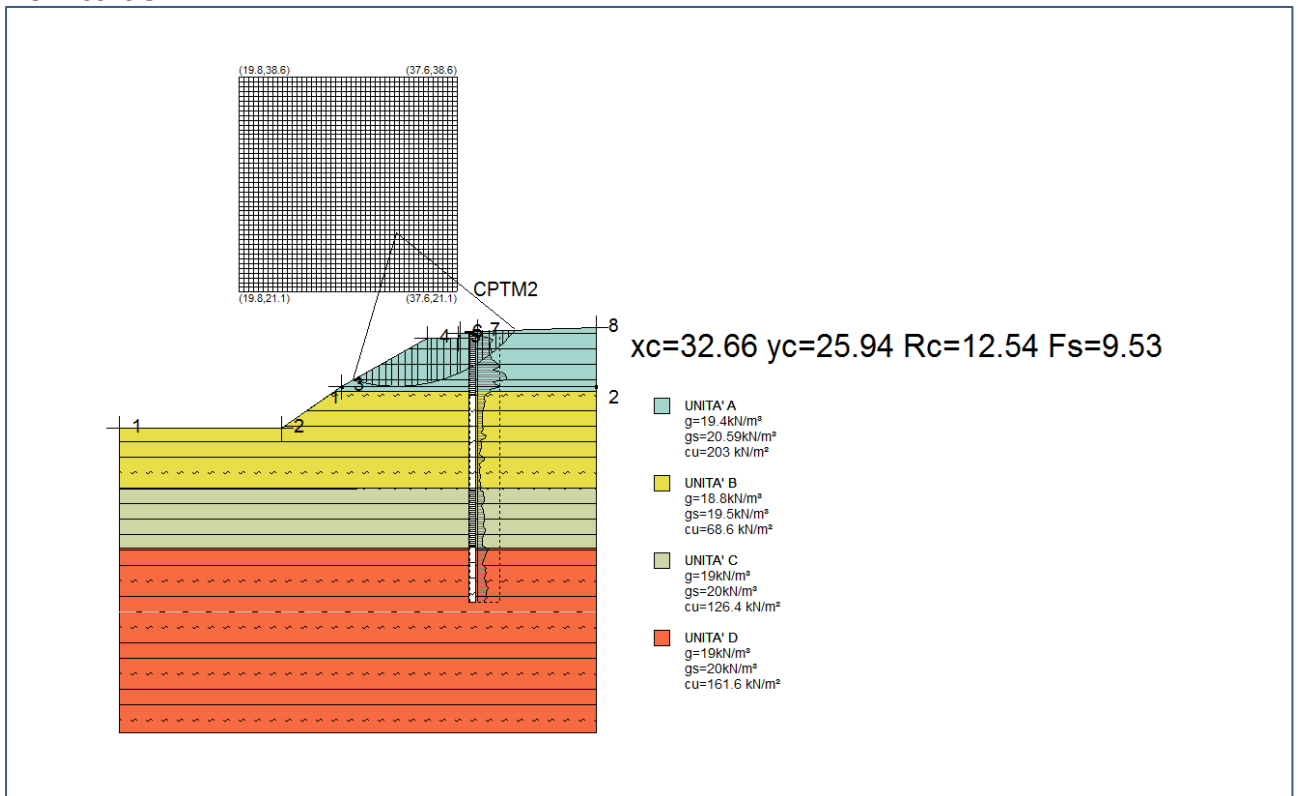 (19.8,38.6) (37.6,38.6)
(19.8,21.1) (37.6,21.1)
CPTM2
xc=32.66 yc=25.94 Rc=12.54 Fs=9.53
8
7
6
4
3
1
2
1
2
UNITA' A
g=19.4kN/m³
gs=20.59kN/m³
cu=203 kN/m²
UNITA' B
g=18.8kN/m³
gs=19.5kN/m³
cu=68.6 kN/m²
UNITA' C
g=19kN/m³
gs=20kN/m³
cu=126.4 kN/m²
UNITA' D
g=19kN/m³
gs=20kN/m³
cu=161.6 kN/m²